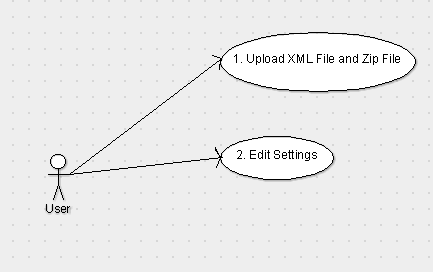 1. Upload XML File and Zip File
2. Edit Settings
User